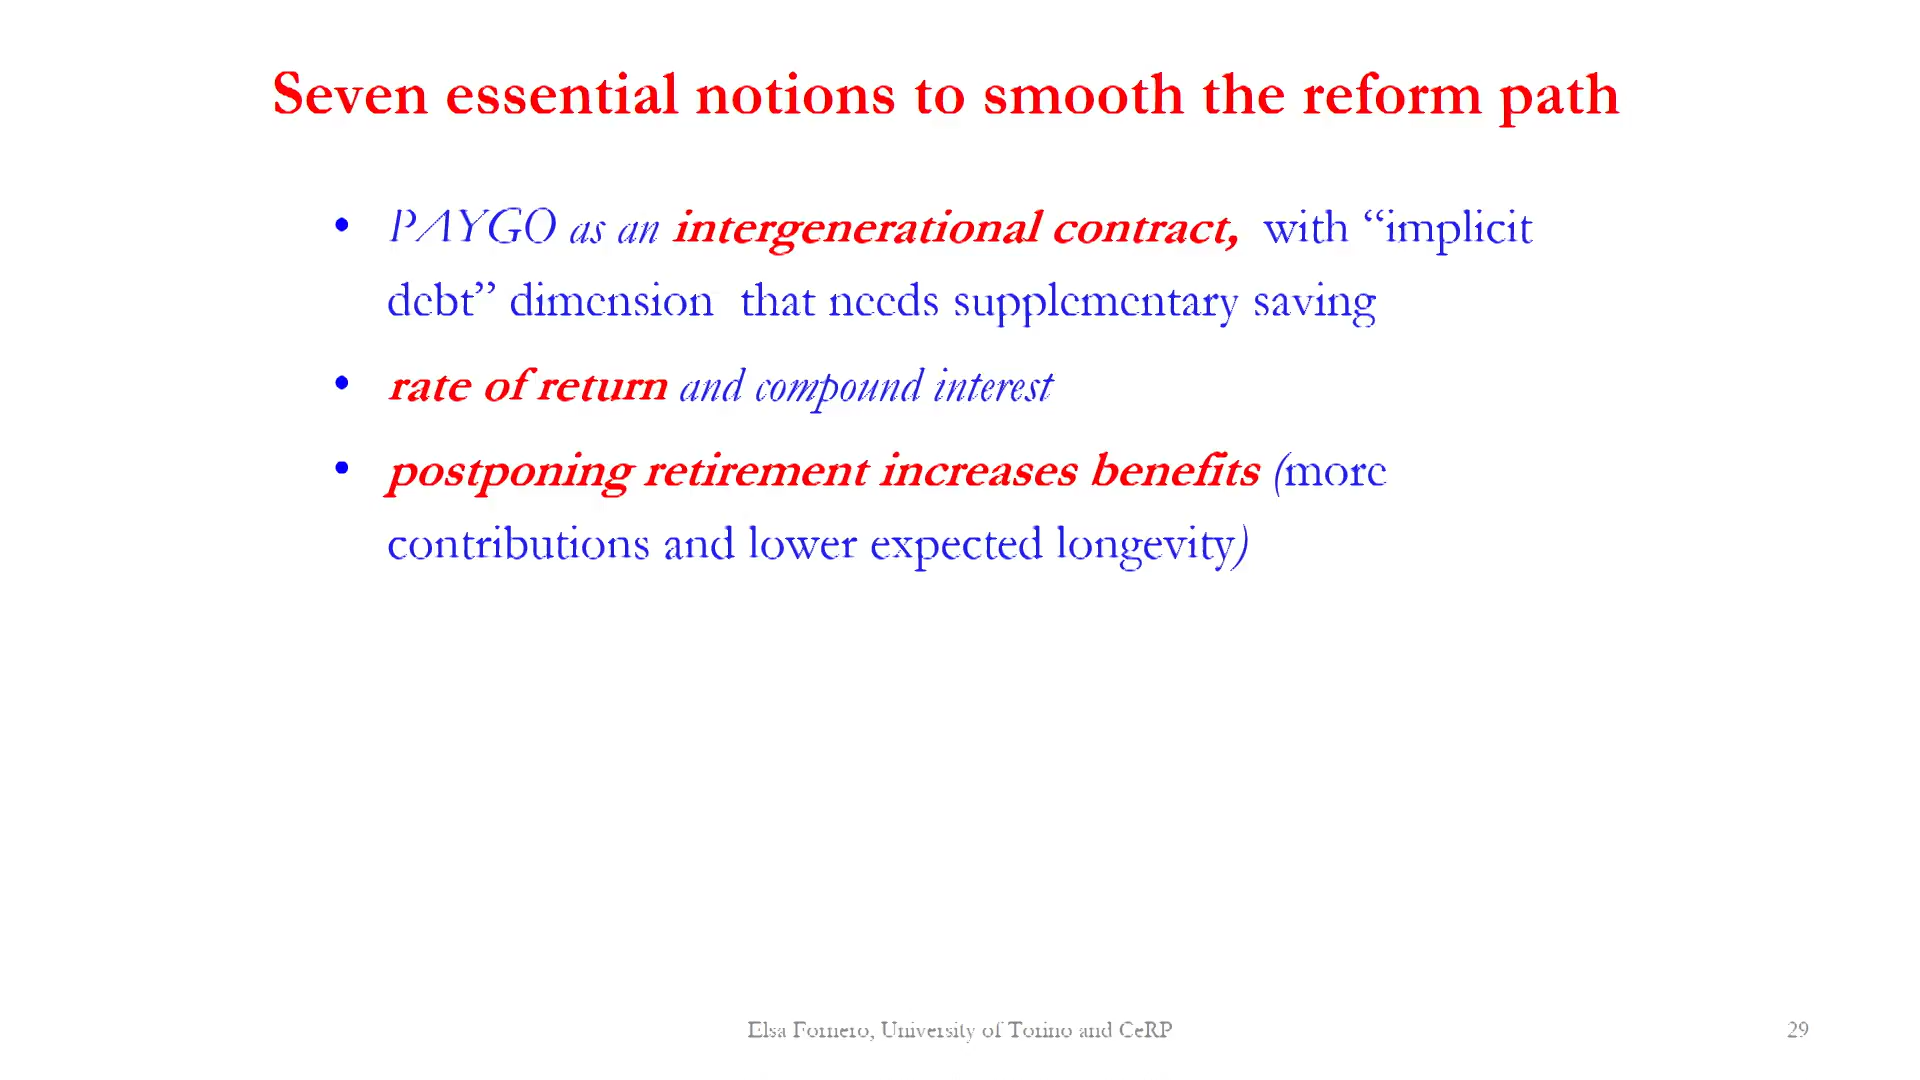 Seven essential notions to smooth the reform path
• PAYGO as an intergenerational contract, with “implicit
debt” dimension that needs supplementary saving
• rate of return and compound interest
• postponing retirement increases benefits (more
contributions and lower expected longevity)
Elsa Fornero, University of Torino and CeRP
29